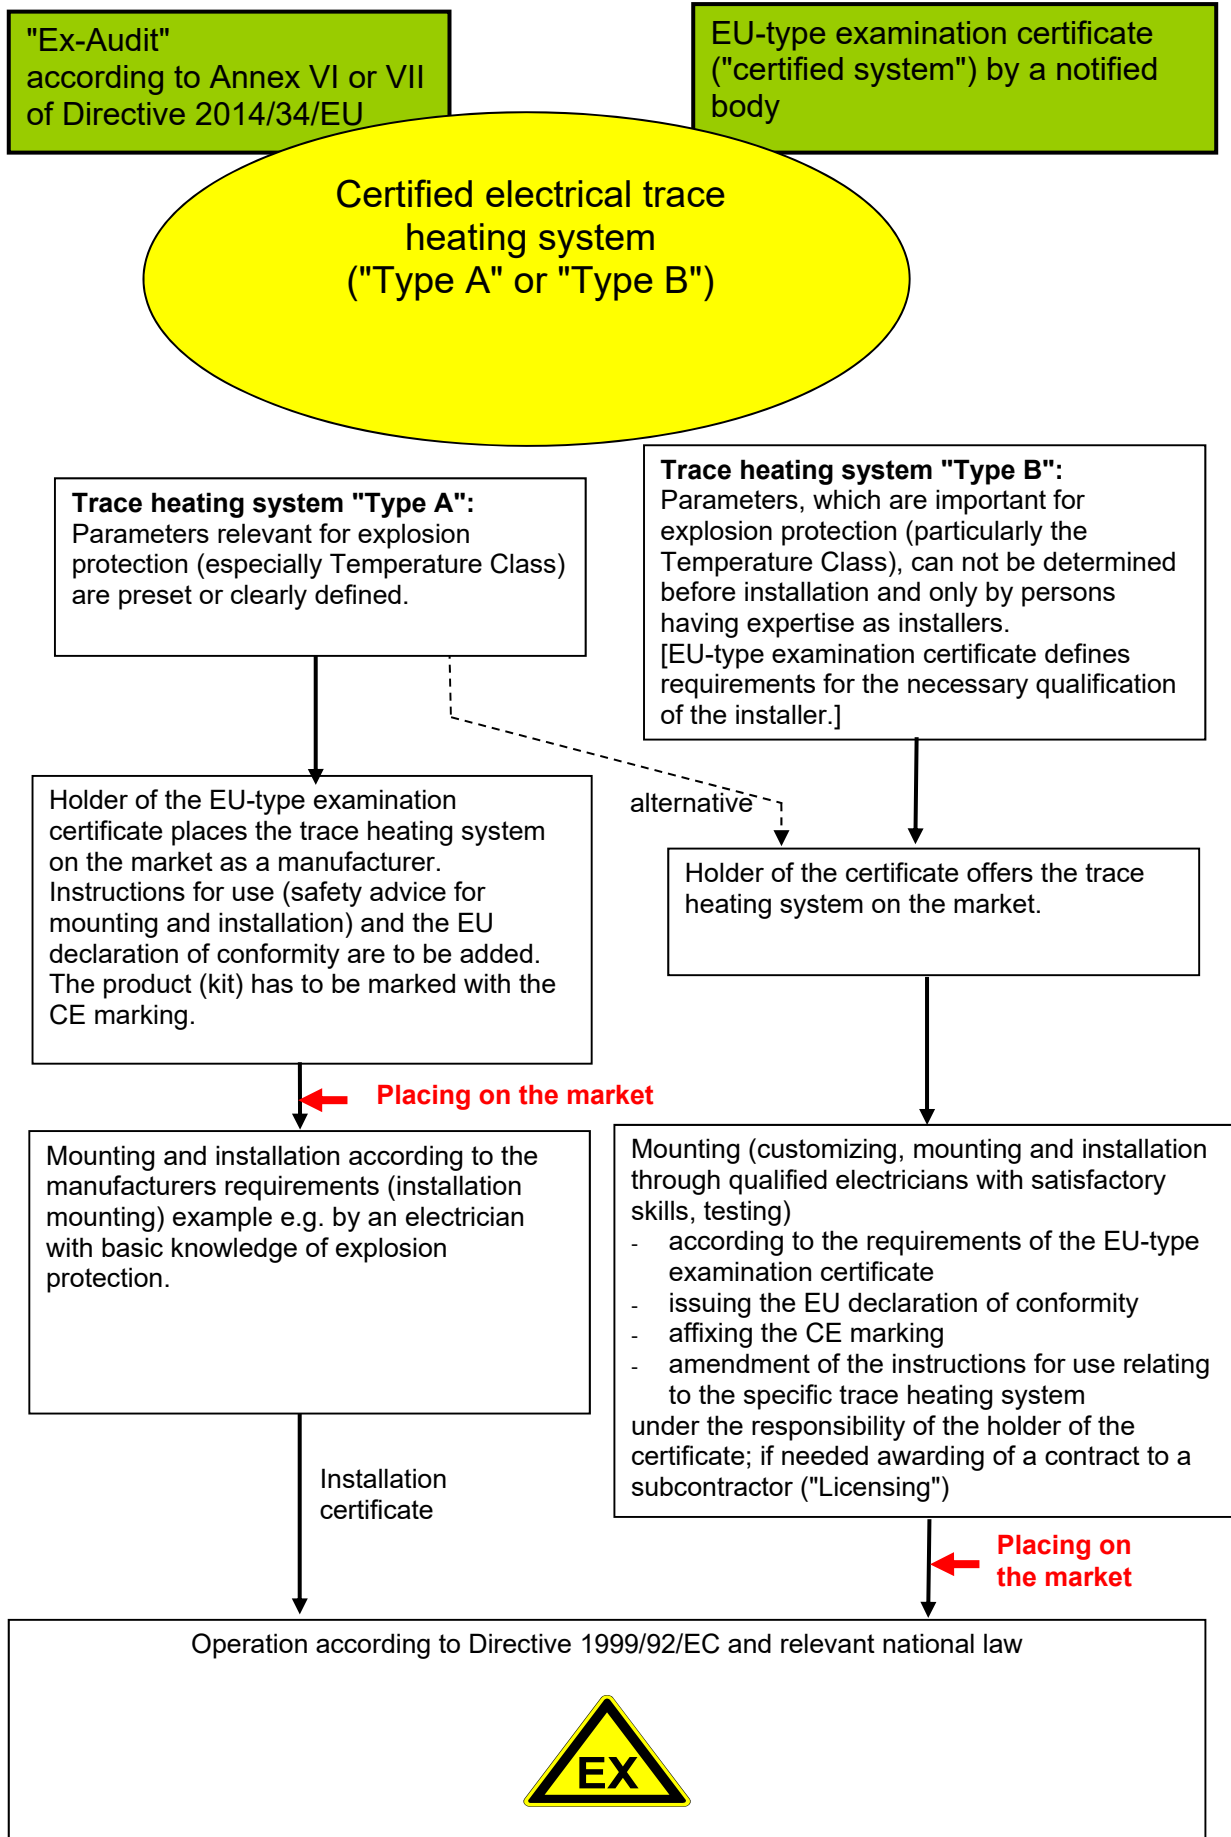 "Ex-Audit"
according to Annex VI or VII
of Directive 2014/34/EU
EU-type examination certificate
("certified system") by a notified
body
Certified electrical trace
heating system
("Type A" or "Type B")
Trace heating system "Type A":
Parameters relevant for explosion
protection (especially Temperature Class)
are preset or clearly defined.
Trace heating system "Type B":
Parameters, which are important for
explosion protection (particularly the
Temperature Class), can not be determined
before installation and only by persons
having expertise as installers.
[EU-type examination certificate defines
requirements for the necessary qualification
of the installer.]
Holder of the EU-type examination
certificate places the trace heating system
on the market as a manufacturer.
Instructions for use (safety advice for
mounting and installation) and the EU
declaration of conformity are to be added.
The product (kit) has to be marked with the
CE marking.
alternative
Holder of the certificate offers the trace
heating system on the market.
Placing on the market
Mounting and installation according to the
manufacturers requirements (installation
mounting) example e.g. by an electrician
with basic knowledge of explosion
protection.
Mounting (customizing, mounting and installation
through qualified electricians with satisfactory
skills, testing)
- according to the requirements of the EU-type
examination certificate
- issuing the EU declaration of conformity
- affixing the CE marking
- amendment of the instructions for use relating
to the specific trace heating system
under the responsibility of the holder of the
certificate; if needed awarding of a contract to a
subcontractor ("Licensing")
Installation
certificate
Placing on
the market
Operation according to Directive 1999/92/EC and relevant national law
EX